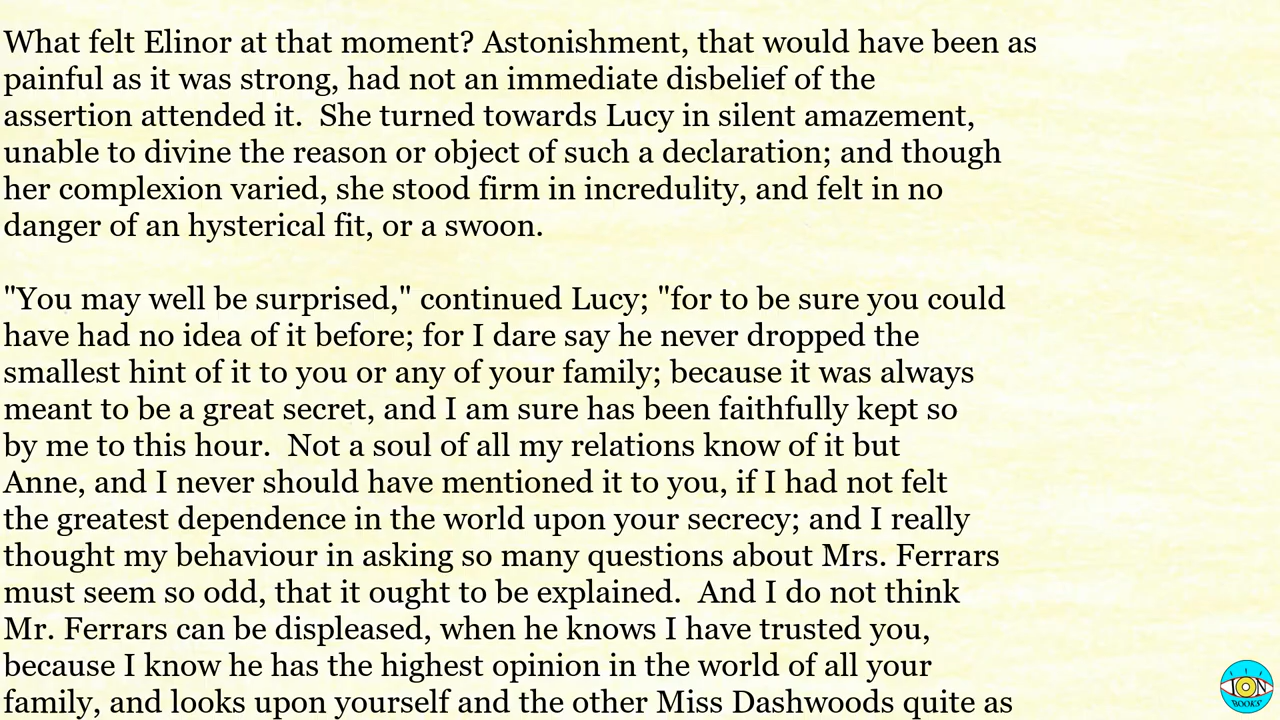 What felt Elinor at that moment? Astonishment, that would have been as
painful as it was strong, had not an immediate disbelief of the
assertion attended it.  She turned towards Lucy in silent amazement,
unable to divine the reason or object of such a declaration; and though
her complexion varied, she stood firm in incredulity, and felt in no
danger of an hysterical fit, or a swoon.

"You may well be surprised," continued Lucy; "for to be sure you could
have had no idea of it before; for I dare say he never dropped the
smallest hint of it to you or any of your family; because it was always
meant to be a great secret, and I am sure has been faithfully kept so
by me to this hour.  Not a soul of all my relations know of it but
Anne, and I never should have mentioned it to you, if I had not felt
the greatest dependence in the world upon your secrecy; and I really
thought my behaviour in asking so many questions about Mrs. Ferrars
must seem so odd, that it ought to be explained.  And I do not think
Mr. Ferrars can be displeased, when he knows I have trusted you,
because I know he has the highest opinion in the world of all your
family, and looks upon yourself and the other Miss Dashwoods quite as
ION
BOOKS